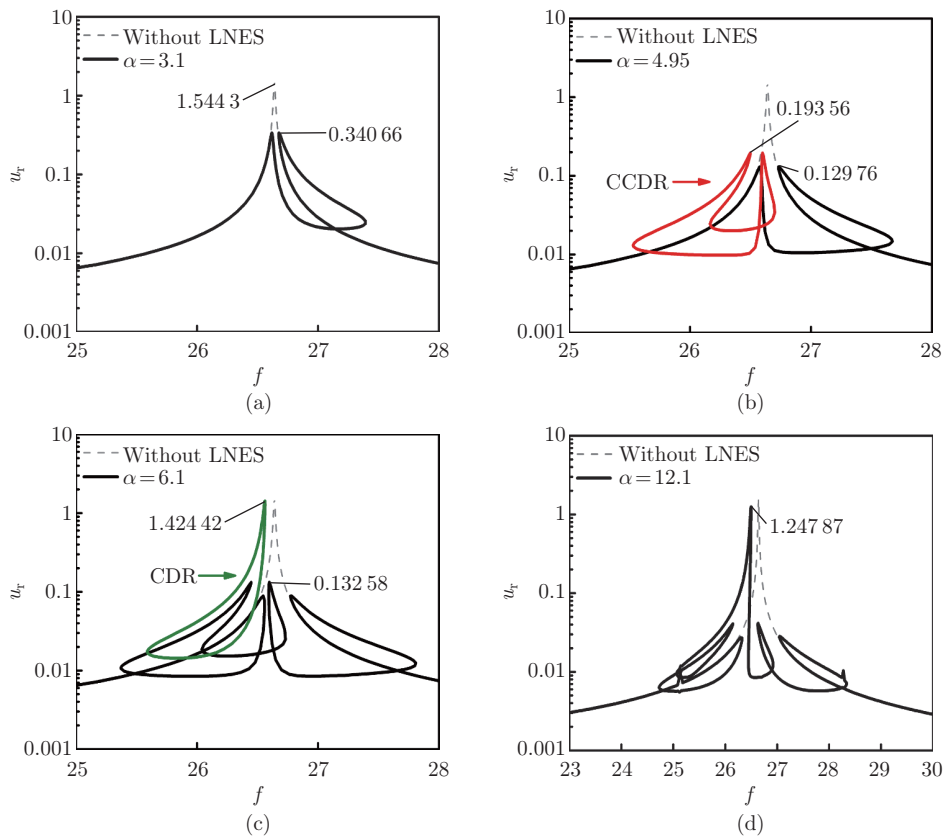 10
Without LNES
α=3.1
1
1.544 3
0.340 66
u_r
0.1
0.01
0.001
25
26
27
28
f
(a)
10
Without LNES
α=4.95
1
0.193 56
u_r
CCDR
0.1
0.129 76
0.01
0.001
25
26
27
28
f
(b)
10
Without LNES
α=6.1
1
1.424 42
u_r
CDR
0.132 58
0.1
0.01
0.001
25
26
27
28
f
(c)
10
Without LNES
α=12.1
1
1.247 87
u_r
0.1
0.01
0.001
23
24
25
26
27
28
29
30
f
(d)